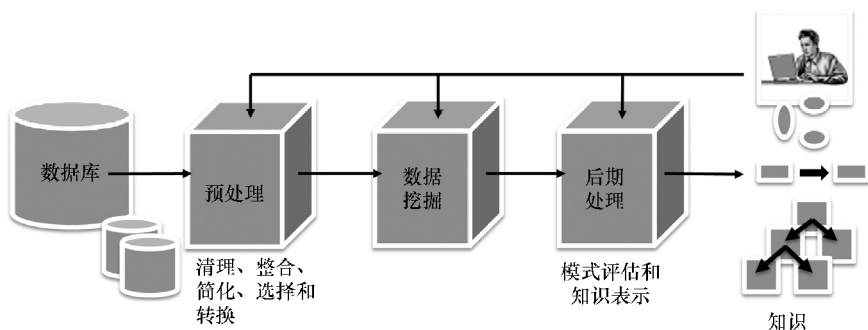 数据库
预处理
数据
挖掘
后期
处理
清理、整合、
简化、选择和
转换
模式评估和
知识表示
知识